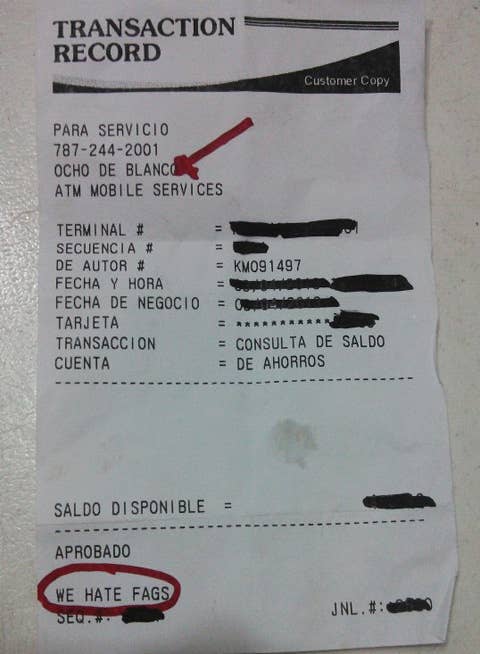 TRANSACTION
RECORD
Customer Copy
PARA SERVICIO
787-244-2001
OCHO DE BLANCO
ATM MOBILE SERVICES
TERMINAL # =
SECUENCIA # =
DE AUTOR # = KM091497
FECHA Y HORA =
FECHA DE NEGOCIO =
TARJETA = ***********
TRANSACCION = CONSULTA DE SALDO
CUENTA = DE AHORROS
SALDO DISPONIBLE =
APROBADO
WE HATE FAGS
SEQ.#:
JNL.#: